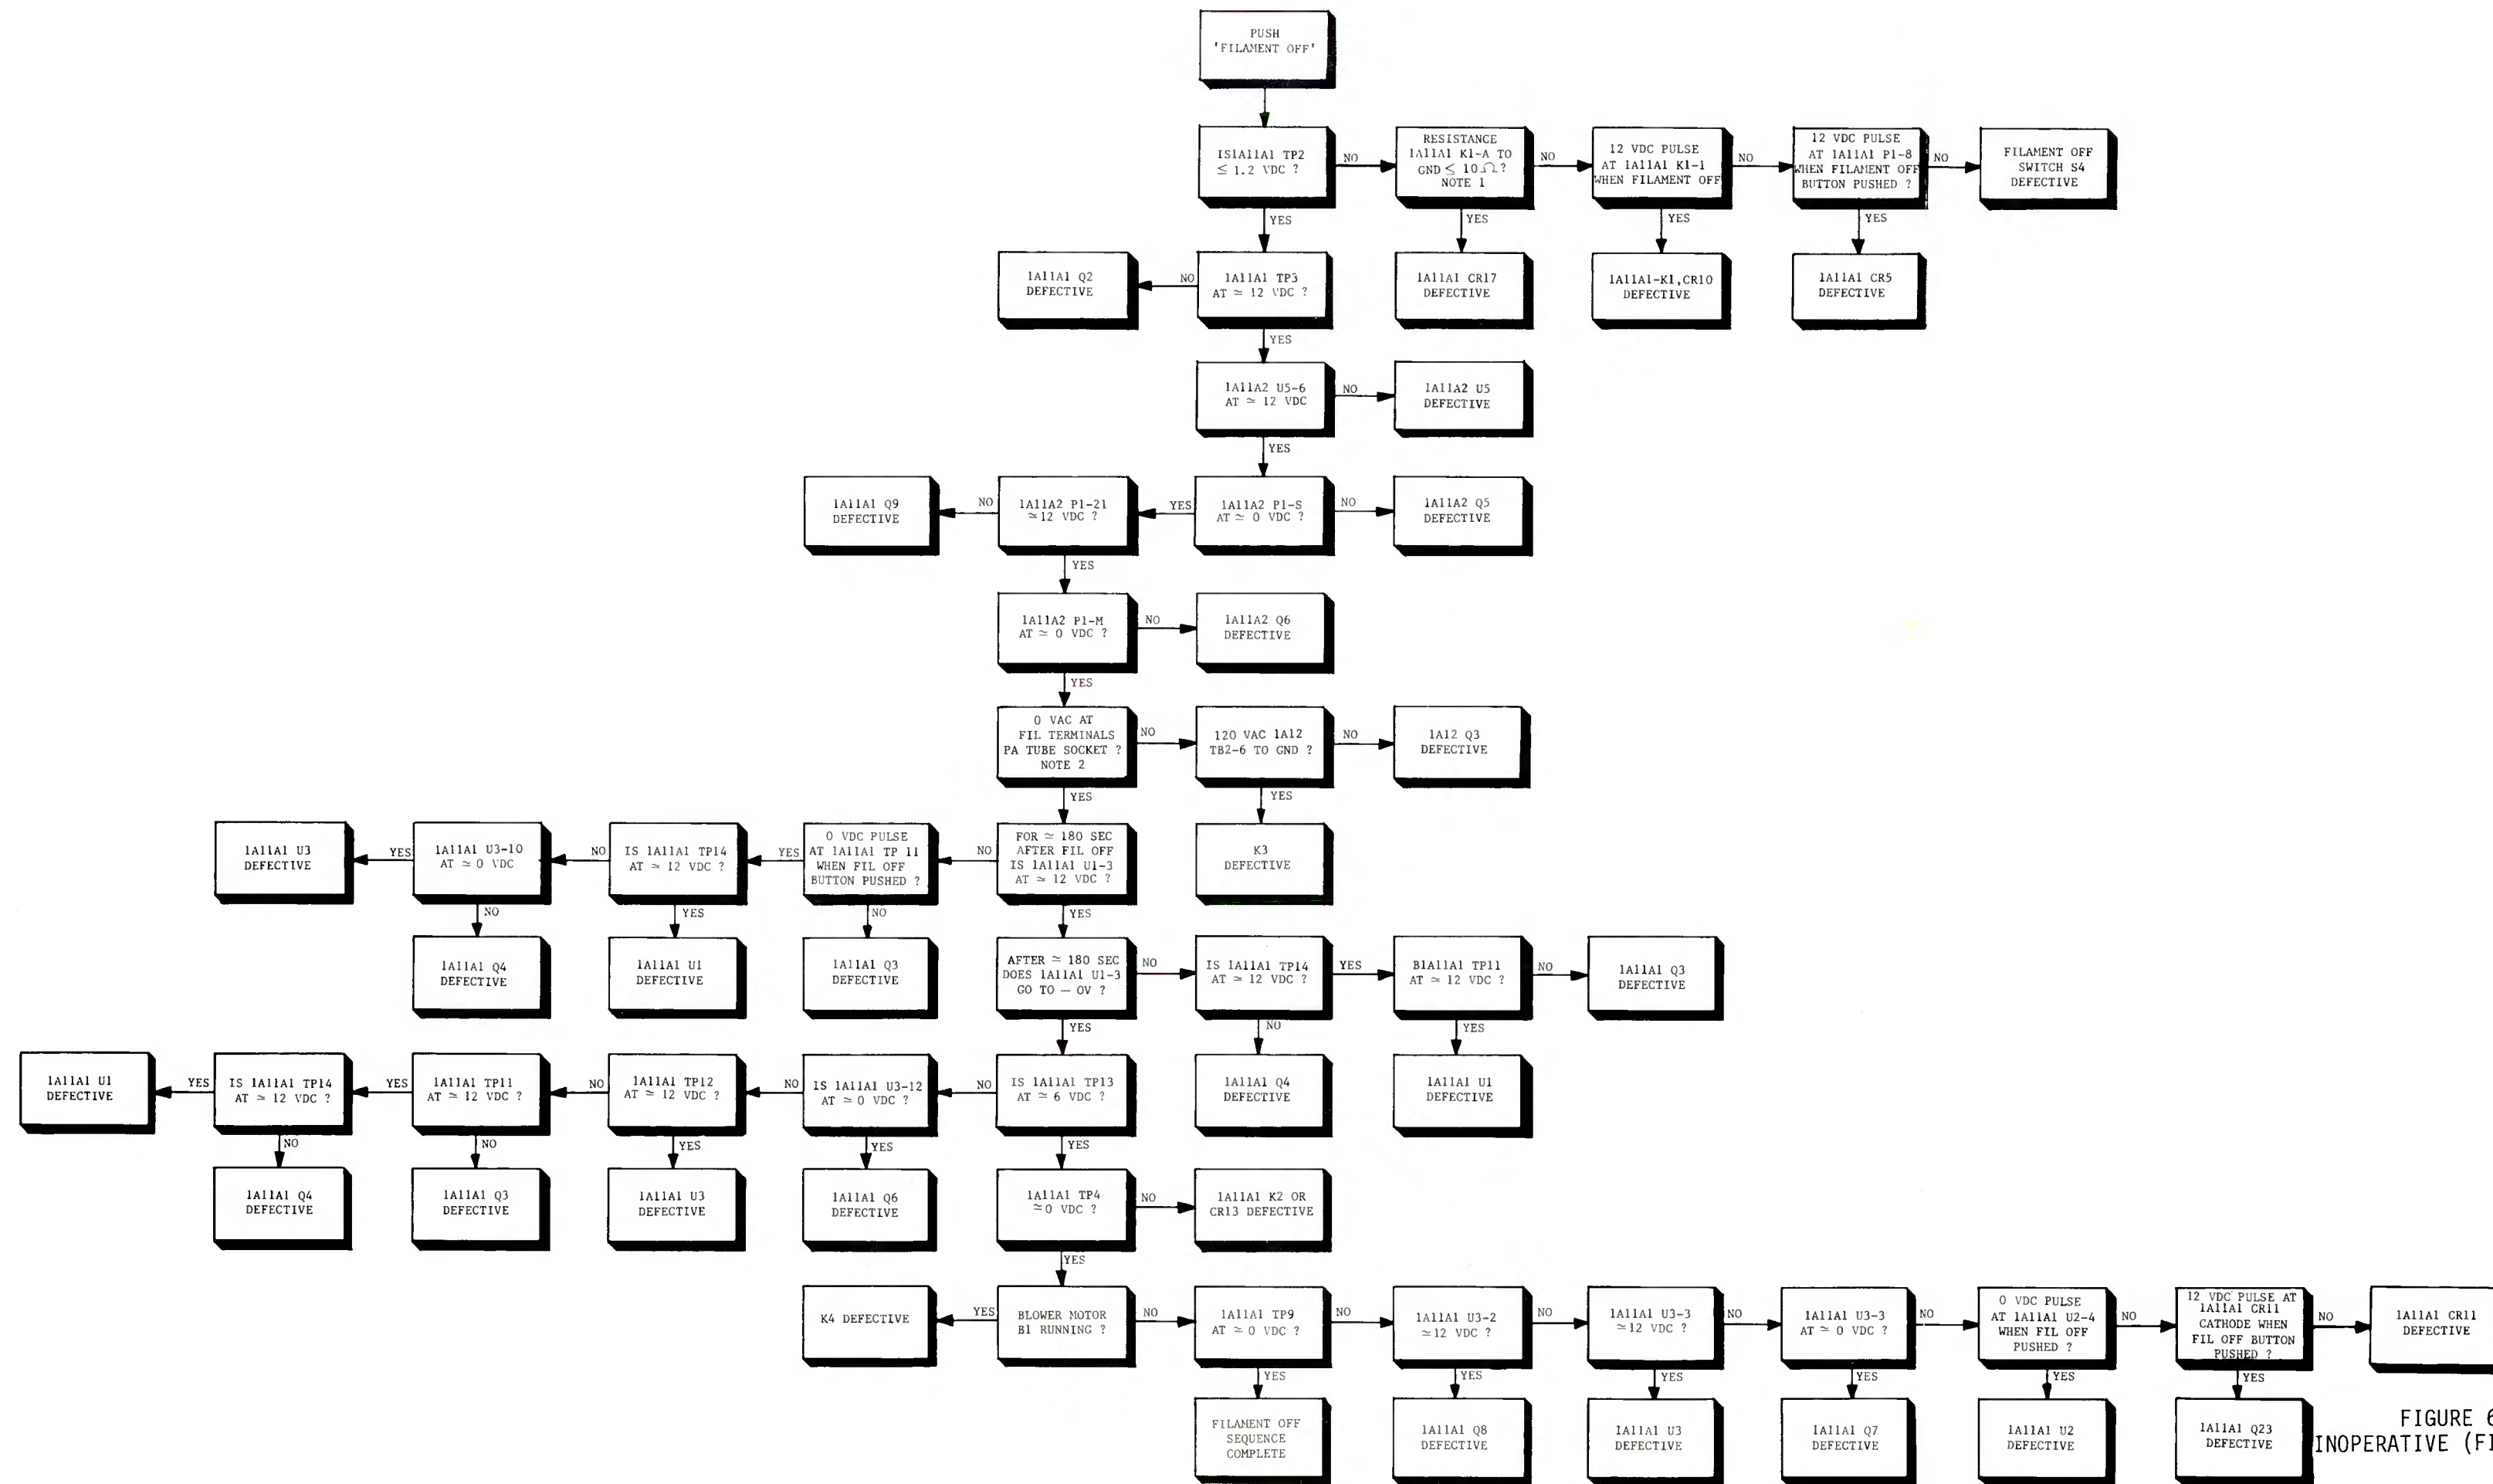 PUSH
'FILAMENT OFF'
IS1A11A1 TP2
≤ 1.2 VDC ?
NO
RESISTANCE
1A11A1 K1-A TO
GND ≤ 10 Ω ?
NOTE 1
NO
12 VDC PULSE
AT 1A11A1 K1-1
WHEN FILAMENT OFF
NO
12 VDC PULSE
AT 1A11A1 P1-8
WHEN FILAMENT OFF
BUTTON PUSHED ?
NO
FILAMENT OFF
SWITCH S4
DEFECTIVE
YES
YES
YES
YES
1A11A1 Q2
DEFECTIVE
NO
1A11A1 TP3
AT ≃ 12 VDC ?
1A11A1 CR17
DEFECTIVE
1A11A1-K1,CR10
DEFECTIVE
1A11A1 CR5
DEFECTIVE
YES
1A11A2 U5-6
AT ≃ 12 VDC
NO
1A11A2 U5
DEFECTIVE
YES
1A11A1 Q9
DEFECTIVE
NO
1A11A2 P1-21
≃12 VDC ?
YES
1A11A2 P1-S
AT ≃ 0 VDC ?
NO
1A11A2 Q5
DEFECTIVE
YES
1A11A2 P1-M
AT ≃ 0 VDC ?
NO
1A11A2 Q6
DEFECTIVE
YES
0 VAC AT
FIL TERMINALS
PA TUBE SOCKET ?
NOTE 2
NO
120 VAC 1A12
TB2-6 TO GND ?
NO
1A12 Q3
DEFECTIVE
YES
YES
1A11A1 U3
DEFECTIVE
YES
1A11A1 U3-10
AT ≃ 0 VDC
NO
IS 1A11A1 TP14
AT ≃ 12 VDC ?
YES
0 VDC PULSE
AT 1A11A1 TP 11
WHEN FIL OFF
BUTTON PUSHED ?
NO
FOR ≃ 180 SEC
AFTER FIL OFF
IS 1A11A1 U1-3
AT ≃ 12 VDC ?
K3
DEFECTIVE
NO
YES
NO
YES
1A11A1 Q4
DEFECTIVE
1A11A1 U1
DEFECTIVE
1A11A1 Q3
DEFECTIVE
AFTER ≃ 180 SEC
DOES 1A11A1 U1-3
GO TO — OV ?
NO
IS 1A11A1 TP14
AT ≃ 12 VDC ?
YES
B1A11A1 TP11
AT ≃ 12 VDC ?
NO
1A11A1 Q3
DEFECTIVE
YES
NO
YES
1A11A1 U1
DEFECTIVE
YES
IS 1A11A1 TP14
AT ≃ 12 VDC ?
YES
1A11A1 TP11
AT ≃ 12 VDC ?
NO
1A11A1 TP12
AT ≃ 12 VDC ?
NO
IS 1A11A1 U3-12
AT ≃ 0 VDC ?
NO
IS 1A11A1 TP13
AT ≃ 6 VDC ?
1A11A1 Q4
DEFECTIVE
1A11A1 U1
DEFECTIVE
NO
NO
YES
YES
YES
1A11A1 Q4
DEFECTIVE
1A11A1 Q3
DEFECTIVE
1A11A1 U3
DEFECTIVE
1A11A1 Q6
DEFECTIVE
1A11A1 TP4
≃0 VDC ?
NO
1A11A1 K2 OR
CR13 DEFECTIVE
YES
K4 DEFECTIVE
YES
BLOWER MOTOR
B1 RUNNING ?
NO
1A11A1 TP9
AT ≃ 0 VDC ?
NO
1A11A1 U3-2
≃12 VDC ?
NO
1A11A1 U3-3
≃12 VDC ?
NO
1A11A1 U3-3
AT ≃ 0 VDC ?
NO
0 VDC PULSE
AT 1A11A1 U2-4
WHEN FIL OFF
PUSHED ?
NO
12 VDC PULSE AT
1A11A1 CR11
CATHODE WHEN
FIL OFF BUTTON
PUSHED ?
NO
1A11A1 CR11
DEFECTIVE
YES
YES
YES
YES
YES
YES
FILAMENT OFF
SEQUENCE
COMPLETE
1A11A1 Q8
DEFECTIVE
1A11A1 U3
DEFECTIVE
1A11A1 Q7
DEFECTIVE
1A11A1 U2
DEFECTIVE
1A11A1 Q23
DEFECTIVE
FIGURE 6
INOPERATIVE (FI